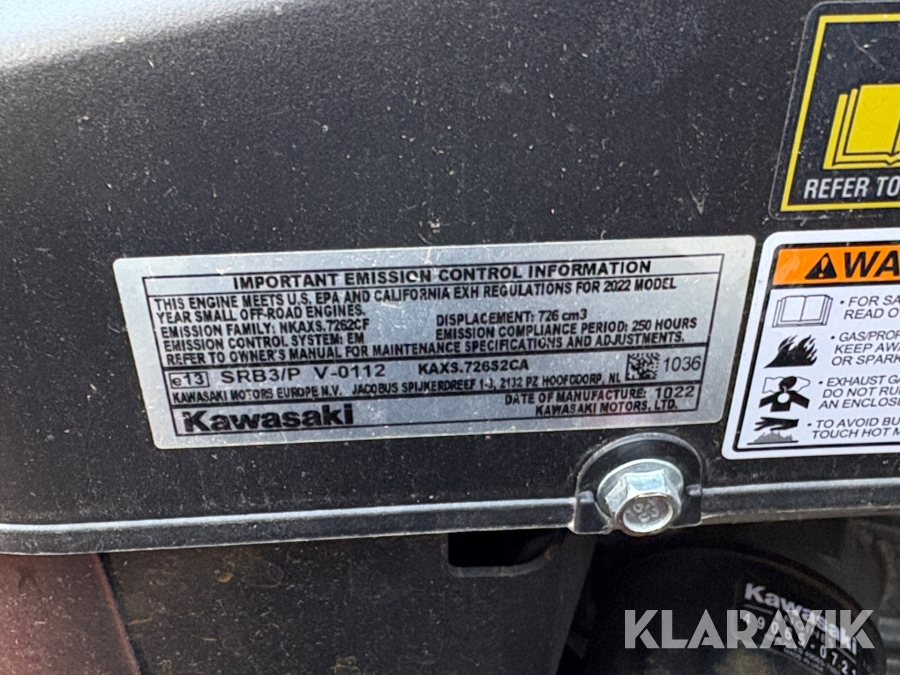 IMPORTANT EMISSION CONTROL INFORMATION
THIS ENGINE MEETS U.S. EPA AND CALIFORNIA EXH REGULATIONS FOR 2022 MODEL
YEAR SMALL OFF-ROAD ENGINES.
EMISSION FAMILY: NKAXS.7262CF DISPLACEMENT: 726 cm3
EMISSION CONTROL SYSTEM: EM EMISSION COMPLIANCE PERIOD: 250 HOURS
REFER TO OWNER'S MANUAL FOR MAINTENANCE SPECIFICATIONS AND ADJUSTMENTS.
KAXS.726S2CA
e13 SRB3/P V-0112 1036
KAWASAKI MOTORS EUROPE N.V. JACOBUS SPIJKERDREEF 1-3, 2132 PZ HOOFDDORP, NL
DATE OF MANUFACTURE: 1022
Kawasaki KAWASAKI MOTORS, LTD.
REFER TO
WA
• FOR SA
READ O
• GAS/PROP
KEEP AWA
OR SPARK
• EXHAUST GA
DO NOT RU
AN ENCLOSE
• TO AVOID BU
TOUCH HOT M
Kawasaki
KLARAVIK